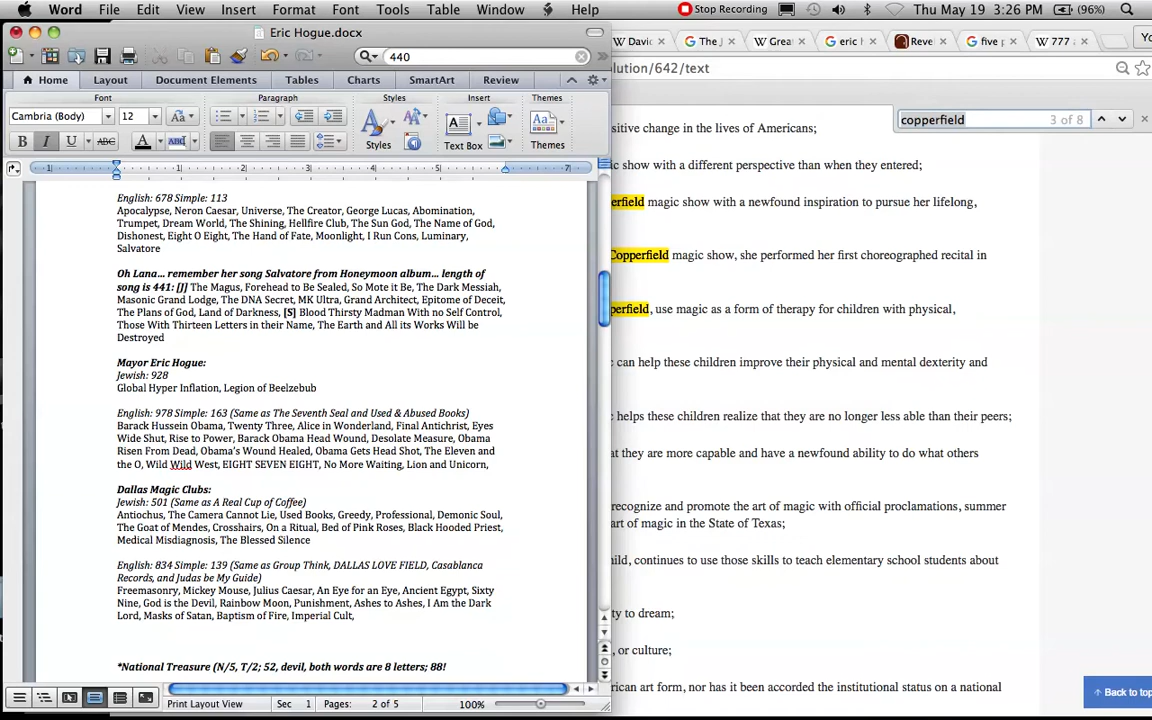 Word File Edit View Insert Format Font Tools Table Window Help
Stop Recording Thu May 19 3:26 PM (96%)
Eric Hogue.docx
440
Home Layout Document Elements Tables Charts SmartArt Review
Font Paragraph Styles Insert Themes
Cambria (Body) 12 Aa
B I U ABC A ABC Styles Text Box Themes
1 1 2 3 4 5 6 7
English: 678 Simple: 113
Apocalypse, Neron Caesar, Universe, The Creator, George Lucas, Abomination,
Trumpet, Dream World, The Shining, Hellfire Club, The Sun God, The Name of God,
Dishonest, Eight O Eight, The Hand of Fate, Moonlight, I Run Cons, Luminary,
Salvatore
Oh Lana... remember her song Salvatore from Honeymoon album... length of
song is 441: [J] The Magus, Forehead to Be Sealed, So Mote it Be, The Dark Messiah,
Masonic Grand Lodge, The DNA Secret, MK Ultra, Grand Architect, Epitome of Deceit,
The Plans of God, Land of Darkness, [S] Blood Thirsty Madman With no Self Control,
Those With Thirteen Letters in their Name, The Earth and All its Works Will be
Destroyed
Mayor Eric Hogue:
Jewish: 928
Global Hyper Inflation, Legion of Beelzebub
English: 978 Simple: 163 (Same as The Seventh Seal and Used & Abused Books)
Barack Hussein Obama, Twenty Three, Alice in Wonderland, Final Antichrist, Eyes
Wide Shut, Rise to Power, Barack Obama Head Wound, Desolate Measure, Obama
Risen From Dead, Obama's Wound Healed, Obama Gets Head Shot, The Eleven and
the O, Wild Wild West, EIGHT SEVEN EIGHT, No More Waiting, Lion and Unicorn,
Dallas Magic Clubs:
Jewish: 501 (Same as A Real Cup of Coffee)
Antiochus, The Camera Cannot Lie, Used Books, Greedy, Professional, Demonic Soul,
The Goat of Mendes, Crosshairs, On a Ritual, Bed of Pink Roses, Black Hooded Priest,
Medical Misdiagnosis, The Blessed Silence
English: 834 Simple: 139 (Same as Group Think, DALLAS LOVE FIELD, Casablanca
Records, and Judas be My Guide)
Freemasonry, Mickey Mouse, Julius Caesar, An Eye for an Eye, Ancient Egypt, Sixty
Nine, God is the Devil, Rainbow Moon, Punishment, Ashes to Ashes, I Am the Dark
Lord, Masks of Satan, Baptism of Fire, Imperial Cult,
*National Treasure (N/5, T/2; 52, devil, both words are 8 letters; 88!
Print Layout View Sec 1 Pages: 2 of 5 100%
Davi The J Grea eric h Reve five p 777 a Yo
lution/642/text
copperfield 3 of 8
sitive change in the lives of Americans;
c show with a different perspective than when they entered;
erfield magic show with a newfound inspiration to pursue her lifelong,
Copperfield magic show, she performed her first choreographed recital in
perfield, use magic as a form of therapy for children with physical,
c can help these children improve their physical and mental dexterity and
c helps these children realize that they are no longer less able than their peers;
t they are more capable and have a newfound ability to do what others
recognize and promote the art of magic with official proclamations, summer
art of magic in the State of Texas;
ild, continues to use those skills to teach elementary school students about
ty to dream;
, or culture;
rican art form, nor has it been accorded the institutional status on a national
Back to top